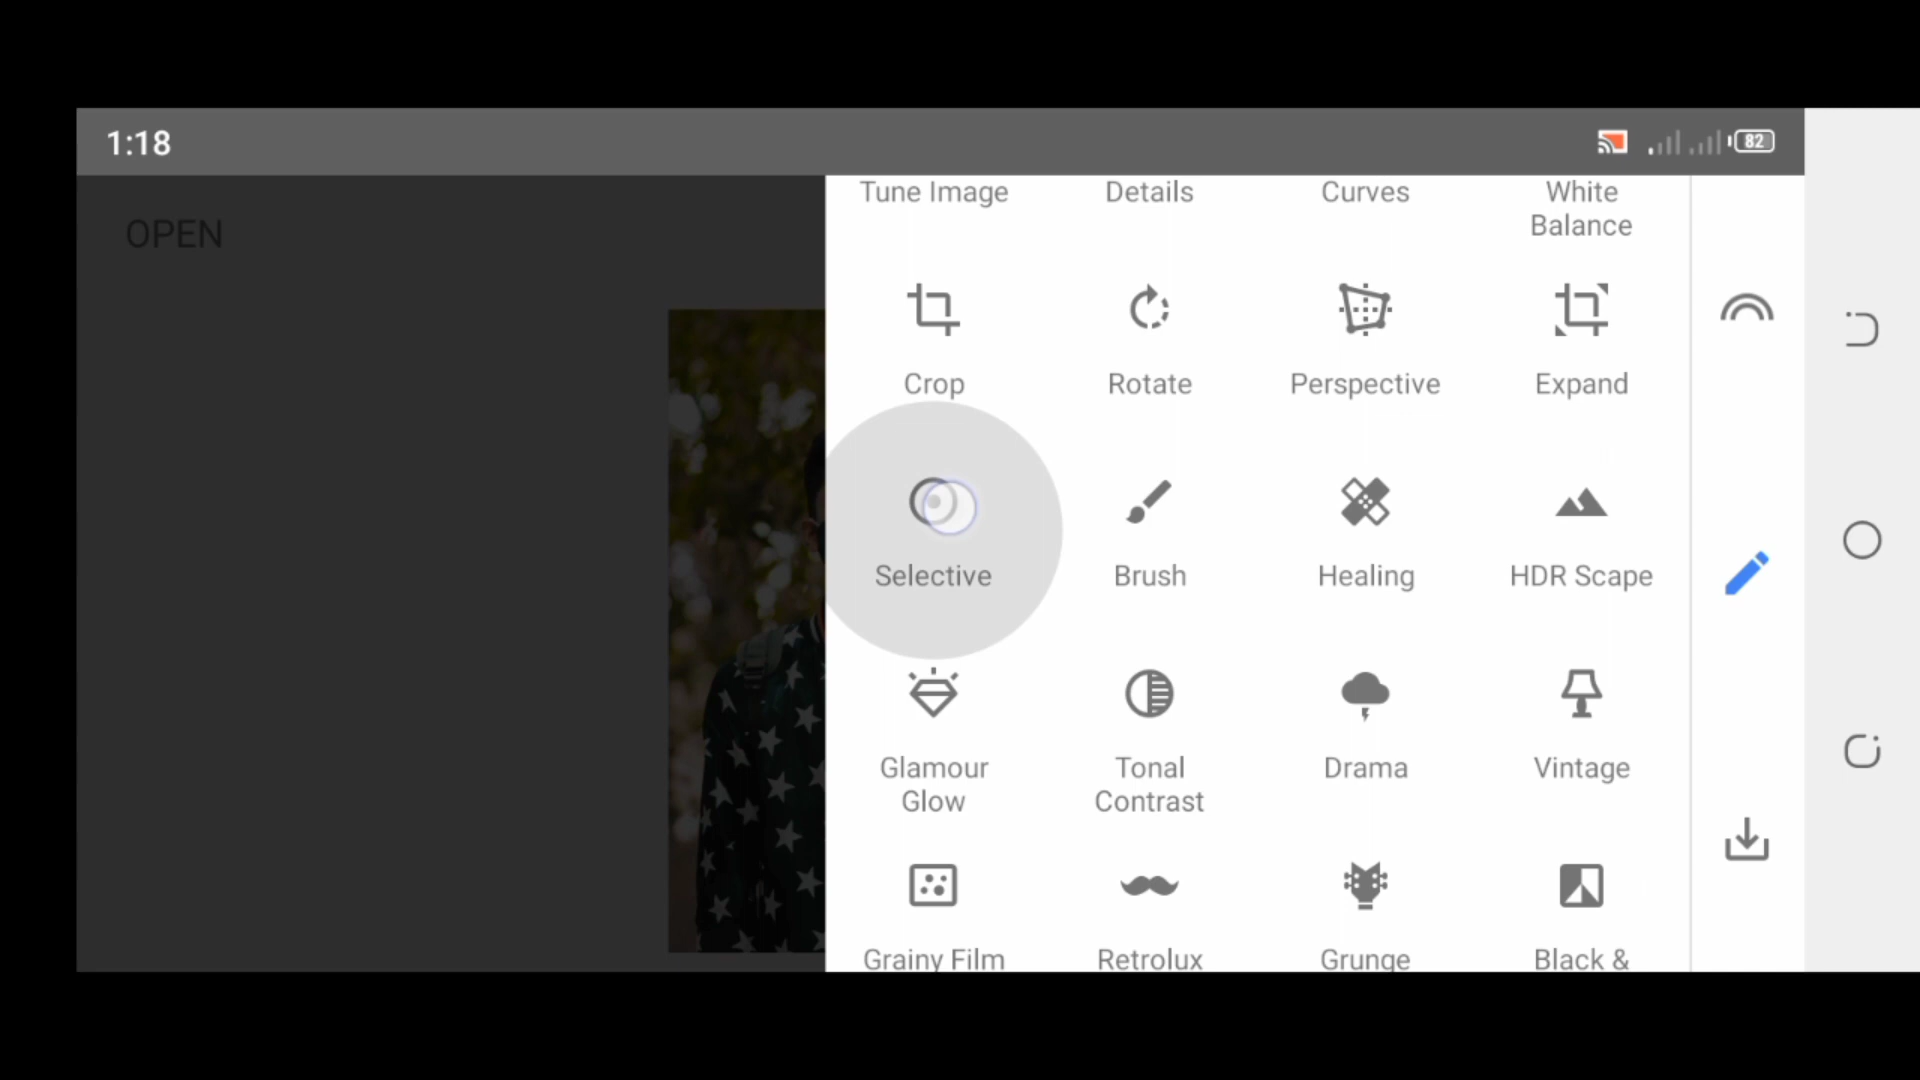 1:18
82
OPEN
Tune Image
Details
Curves
White
Balance
Crop
Rotate
Perspective
Expand
Selective
Brush
Healing
HDR Scape
Glamour
Glow
Tonal
Contrast
Drama
Vintage
Grainy Film
Retrolux
Grunge
Black &